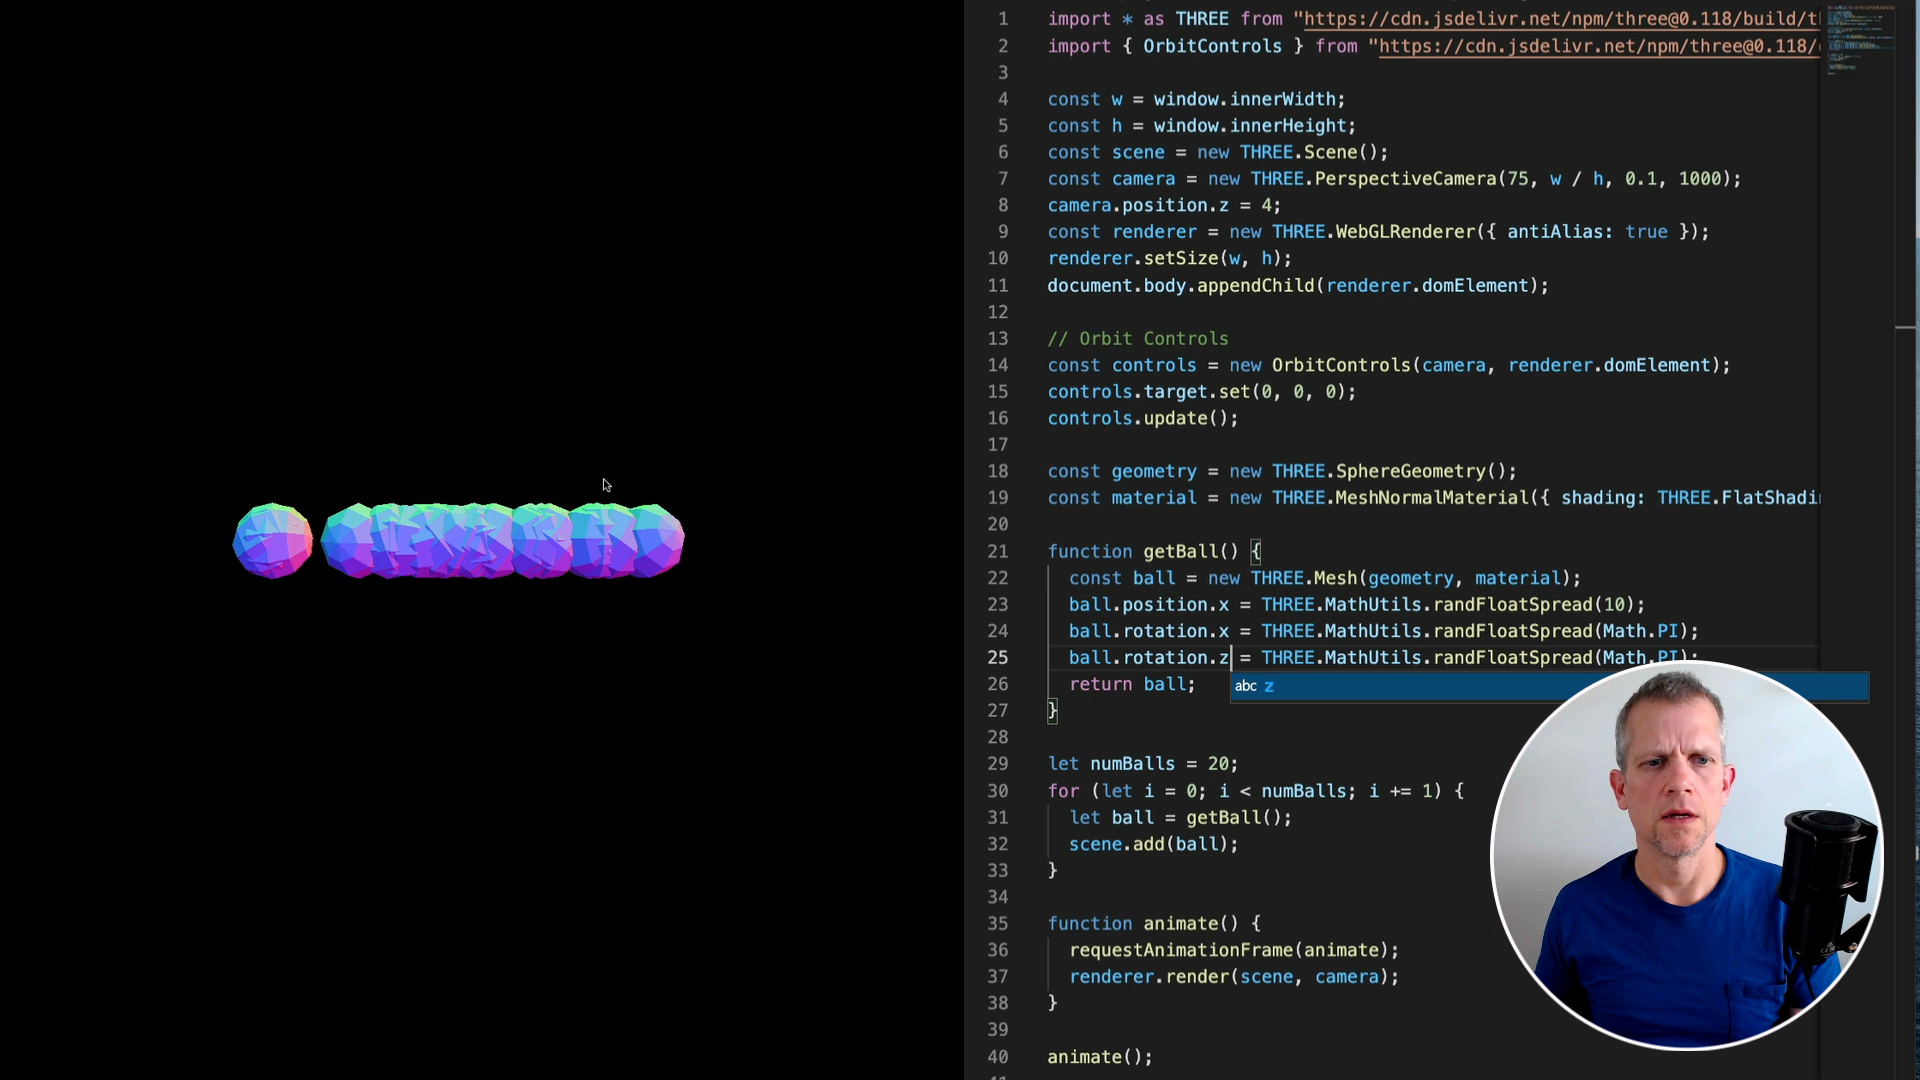 1 import * as THREE from "https://cdn.jsdelivr.net/npm/three@0.118/build/t
2 import { OrbitControls } from "https://cdn.jsdelivr.net/npm/three@0.118/
3
4 const w = window.innerWidth;
5 const h = window.innerHeight;
6 const scene = new THREE.Scene();
7 const camera = new THREE.PerspectiveCamera(75, w / h, 0.1, 1000);
8 camera.position.z = 4;
9 const renderer = new THREE.WebGLRenderer({ antiAlias: true });
10 renderer.setSize(w, h);
11 document.body.appendChild(renderer.domElement);
12
13 // Orbit Controls
14 const controls = new OrbitControls(camera, renderer.domElement);
15 controls.target.set(0, 0, 0);
16 controls.update();
17
18 const geometry = new THREE.SphereGeometry();
19 const material = new THREE.MeshNormalMaterial({ shading: THREE.FlatShadi
20
21 function getBall() {
22 const ball = new THREE.Mesh(geometry, material);
23 ball.position.x = THREE.MathUtils.randFloatSpread(10);
24 ball.rotation.x = THREE.MathUtils.randFloatSpread(Math.PI);
25 ball.rotation.z = THREE.MathUtils.randFloatSpread(Math.PI);
26 return ball;
abc z
27 }
28
29 let numBalls = 20;
30 for (let i = 0; i < numBalls; i += 1) {
31 let ball = getBall();
32 scene.add(ball);
33 }
34
35 function animate() {
36 requestAnimationFrame(animate);
37 renderer.render(scene, camera);
38 }
39
40 animate();